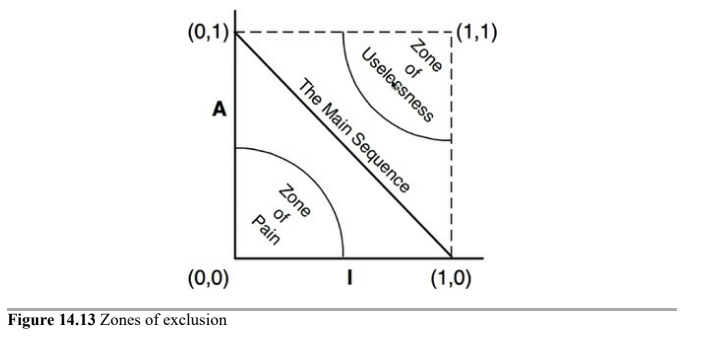 (0,1)
(1,1)
Zone
of
Uselessness
A
The Main Sequence
Zone
of
Pain
(0,0)
I
(1,0)
Figure 14.13 Zones of exclusion